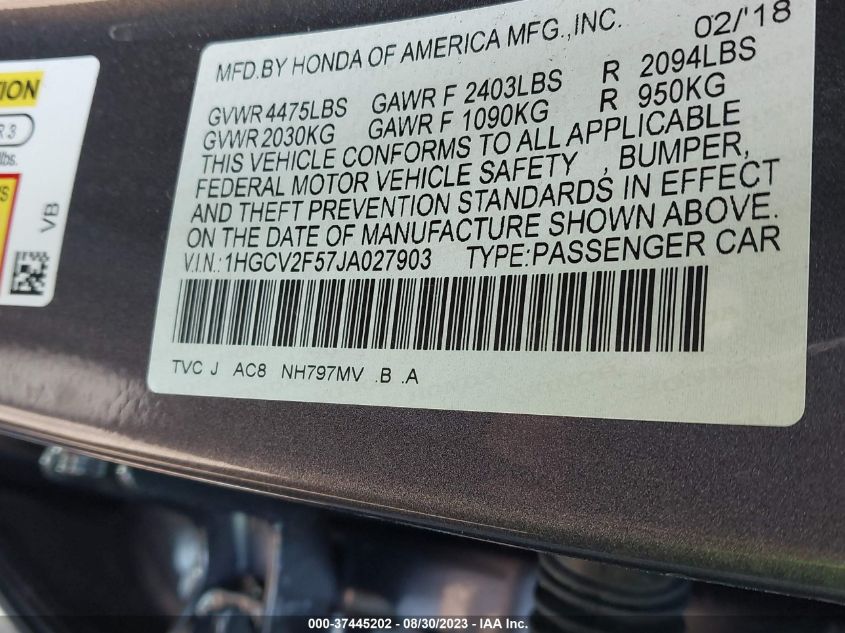 MFD.BY HONDA OF AMERICA MFG.,INC. 02/'18
GVWR 4475LBS GAWR F 2403LBS R 2094LBS
GVWR 2030KG GAWR F 1090KG R 950KG
THIS VEHICLE CONFORMS TO ALL APPLICABLE
FEDERAL MOTOR VEHICLE SAFETY , BUMPER,
AND THEFT PREVENTION STANDARDS IN EFFECT
ON THE DATE OF MANUFACTURE SHOWN ABOVE.
V.I.N.: 1HGCV2F57JA027903 TYPE:PASSENGER CAR
TVC J AC8 NH797MV .B .A
VB
000-37445202 - 08/30/2023 - IAA Inc.